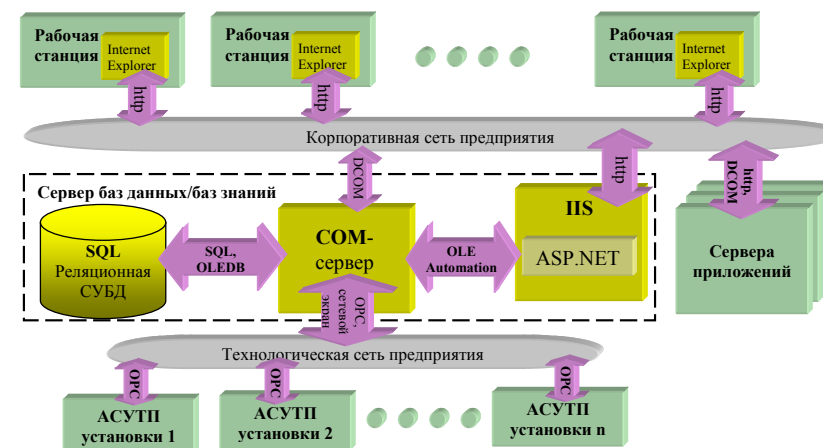 Рабочая
станция
Internet
Explorer
Рабочая
станция
Internet
Explorer
Рабочая
станция
Internet
Explorer
http
http
http
Корпоративная сеть предприятия
DCOM
http
http,
DCOM
Сервер баз данных/баз знаний
SQL
Реляционная
СУБД
SQL,
OLEDB
COM-
сервер
OLE
Automation
IIS
ASP.NET
Сервера
приложений
OPC,
сетевой
экран
Технологическая сеть предприятия
OPC
OPC
OPC
АСУТП
установки 1
АСУТП
установки 2
АСУТП
установки n